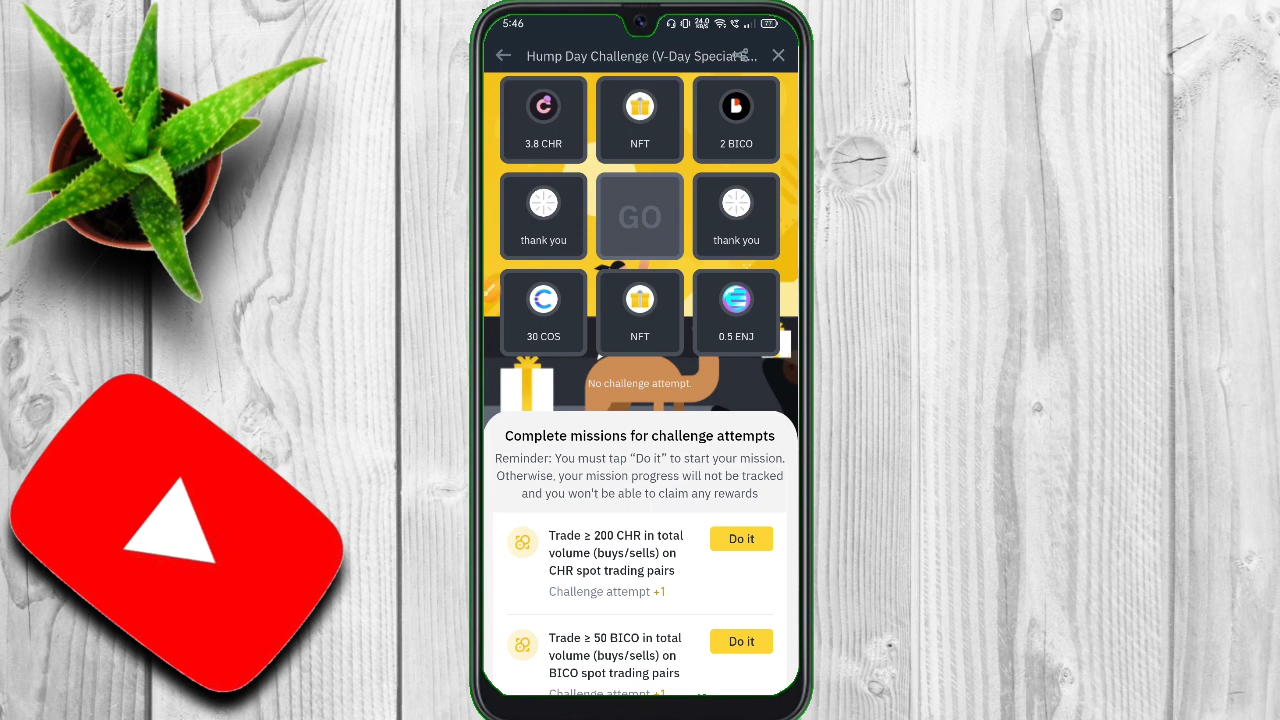 5:46
24.0
KB/s
77
Hump Day Challenge (V-Day Special
...
3.8 CHR
NFT
2 BICO
thank you
GO
thank you
30 COS
NFT
0.5 ENJ
No challenge attempt.
Complete missions for challenge attempts
Reminder: You must tap “Do it” to start your mission.
Otherwise, your mission progress will not be tracked
and you won't be able to claim any rewards
Trade ≥ 200 CHR in total
volume (buys/sells) on
CHR spot trading pairs
Do it
Challenge attempt +1
Trade ≥ 50 BICO in total
volume (buys/sells) on
BICO spot trading pairs
Do it
Challenge attempt +1